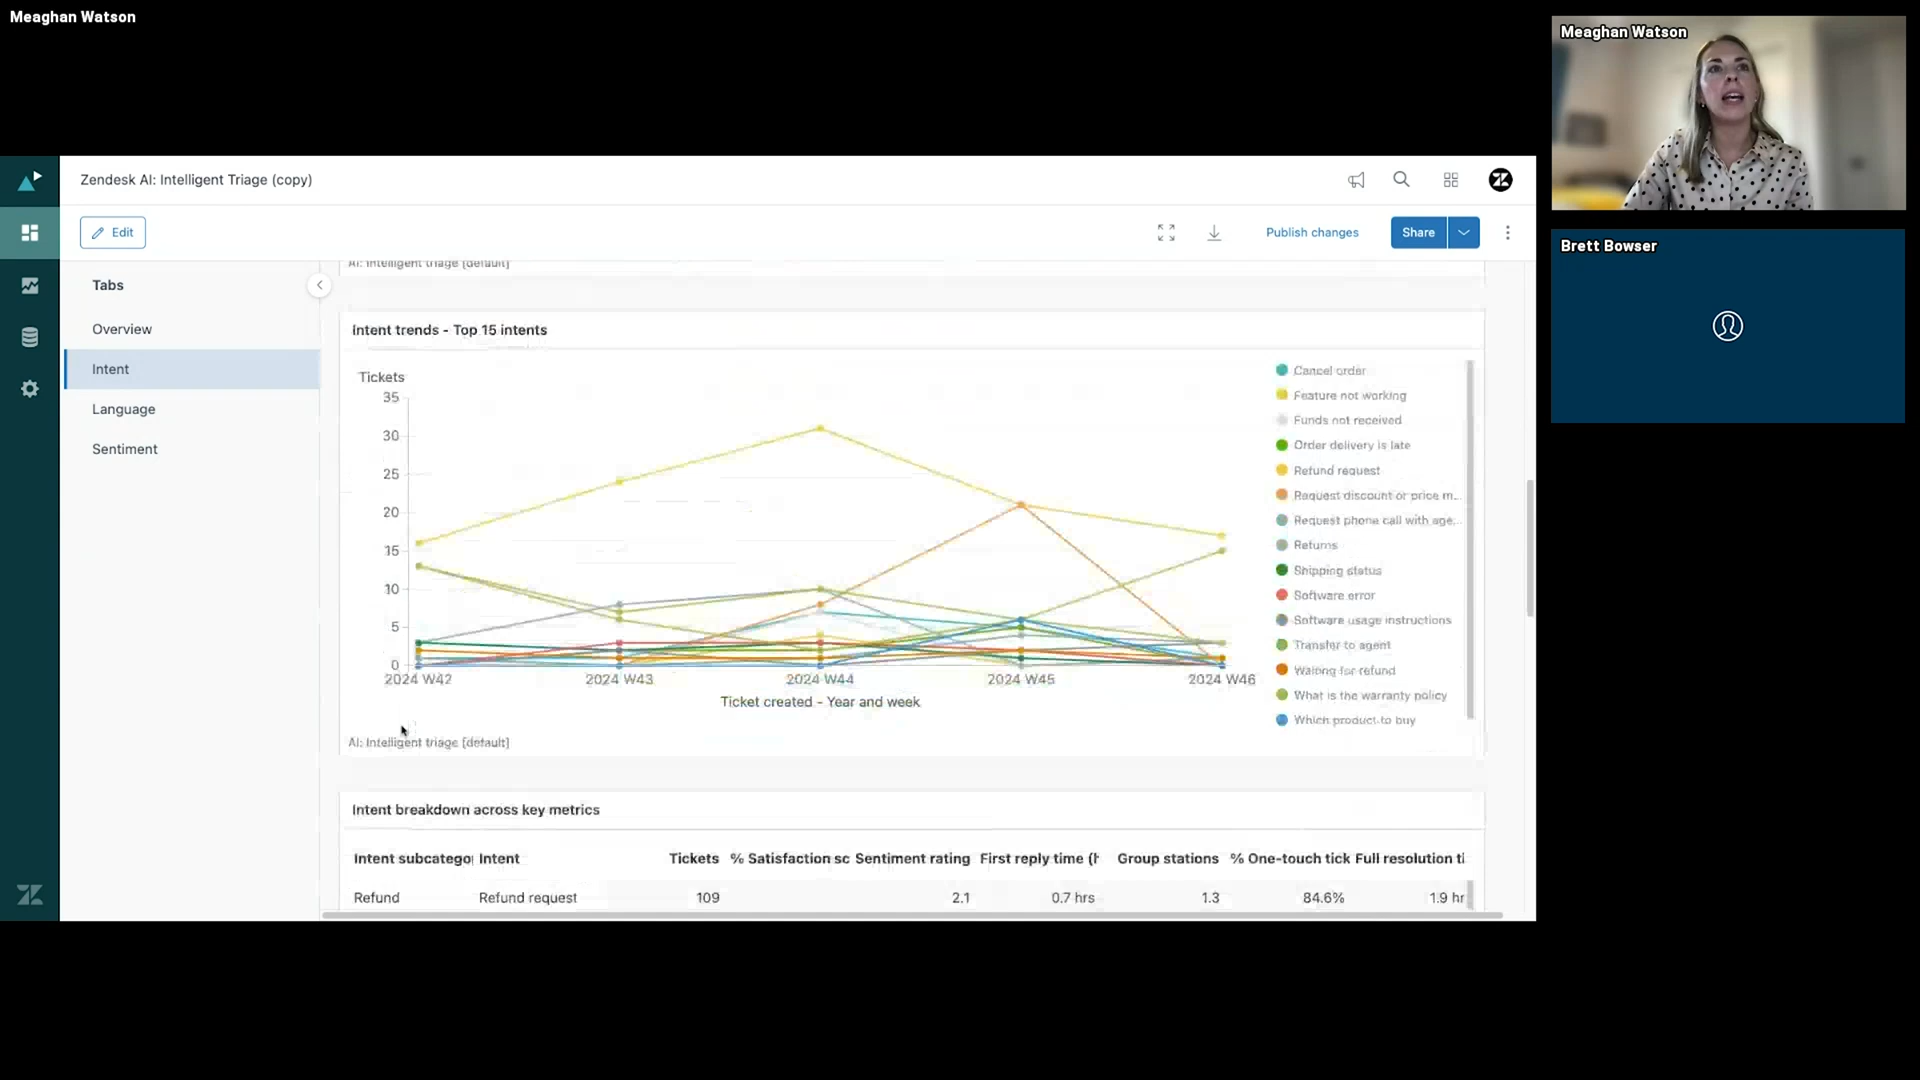 Meaghan Watson
Meaghan Watson
Brett Bowser
Zendesk AI: Intelligent Triage (copy)
Edit
Publish changes
Share
Tabs
Overview
Intent
Language
Sentiment
AI: Intelligent triage [default]
Intent trends - Top 15 intents
Tickets
35
30
25
20
15
10
5
0
2024 W42 2024 W43 2024 W44 2024 W45 2024 W46
Ticket created - Year and week
Cancel order
Feature not working
Funds not received
Order delivery is late
Refund request
Request discount or price m...
Request phone call with age...
Returns
Shipping status
Software error
Software usage instructions
Transfer to agent
Waiting for refund
What is the warranty policy
Which product to buy
AI: Intelligent triage [default]
Intent breakdown across key metrics
Intent subcatego Intent Tickets % Satisfaction sc Sentiment rating First reply time (h Group stations % One-touch tick Full resolution ti
Refund Refund request 109 2.1 0.7 hrs 1.3 84.6% 1.9 hr